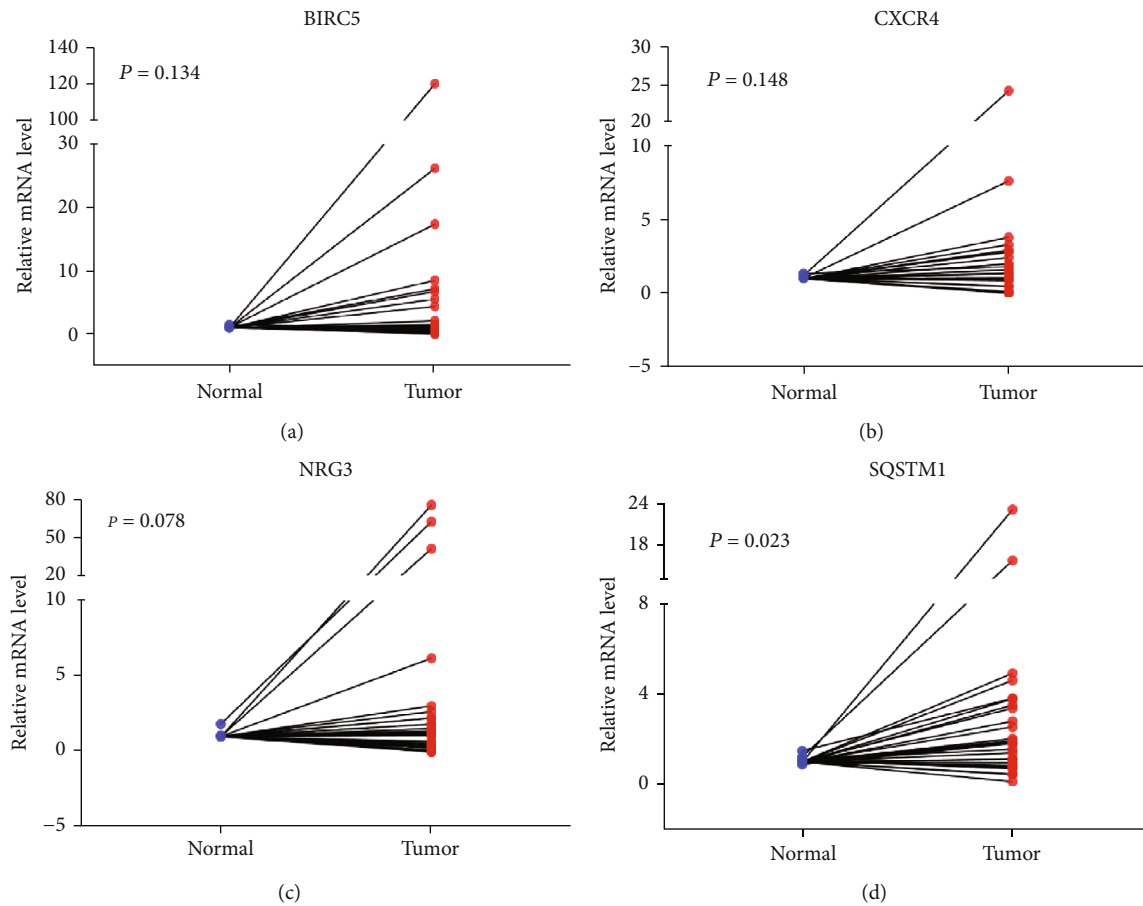 BIRC5
140
120
100
30
20
10
0
P = 0.134
Relative mRNA level
Normal Tumor
(a)
CXCR4
30
25
20
10
5
0
−5
P = 0.148
Relative mRNA level
Normal Tumor
(b)
NRG3
80
50
20
10
5
0
−5
P = 0.078
Relative mRNA level
Normal Tumor
(c)
SQSTM1
24
18
8
4
0
P = 0.023
Relative mRNA level
Normal Tumor
(d)